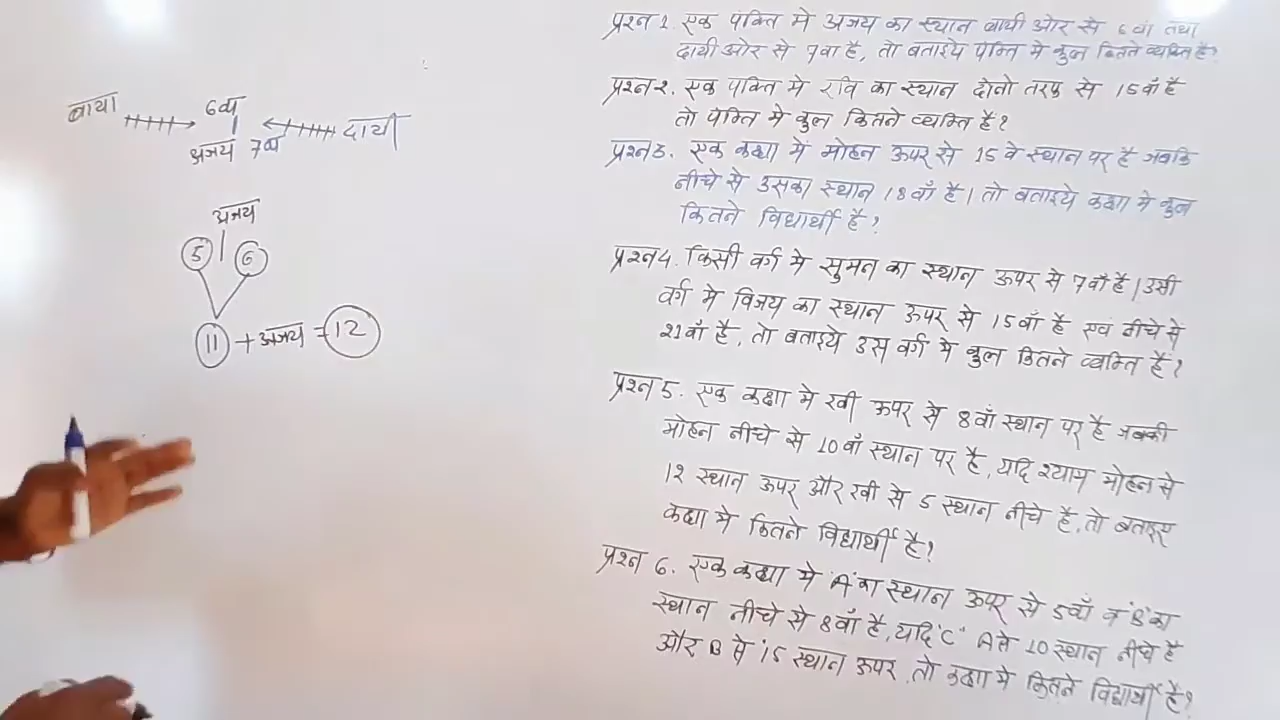 बाया 6वा दायी
अजय 7वा
अजय
5 6
11 + अजय = 12
प्रश्न 1. एक पंक्ति मे अजय का स्थान बायी ओर से 6वा तथा
दायी ओर से 7वा है, तो बताइये पंक्ति मे कुल कितने व्यक्ति है?
प्रश्न 2. एक पंक्ति मे रवि का स्थान दोनो तरफ से 15वाँ है
तो पंक्ति मे कुल कितने व्यक्ति है?
प्रश्न 3. एक कक्षा में मोहन ऊपर से 15 वे स्थान पर है जबकि
नीचे से उसका स्थान 18वाँ है। तो बताइये कक्षा मे कुल
कितने विद्यार्थी है?
प्रश्न 4. किसी वर्ग मे सुमन का स्थान ऊपर से 7वाँ है। उसी
वर्ग मे विजय का स्थान ऊपर से 15वाँ है एवं नीचे से
21वाँ है, तो बताइये उस वर्ग मे कुल कितने व्यक्ति है?
प्रश्न 5. एक कक्षा मे रवी ऊपर से 8वाँ स्थान पर है जबकी
मोहन नीचे से 10वाँ स्थान पर है, यदि श्याम मोहन से
12 स्थान ऊपर और रवी से 5 स्थान नीचे है, तो बताइए
कक्षा मे कितने विद्यार्थी है?
प्रश्न 6. एक कक्षा मे 'A' का स्थान ऊपर से 5वाँ व 'B' का
स्थान नीचे से 8वाँ है, यदि "C" A से 10 स्थान नीचे है
और B से 15 स्थान ऊपर, तो कक्षा मे कितने विद्यार्थी है?